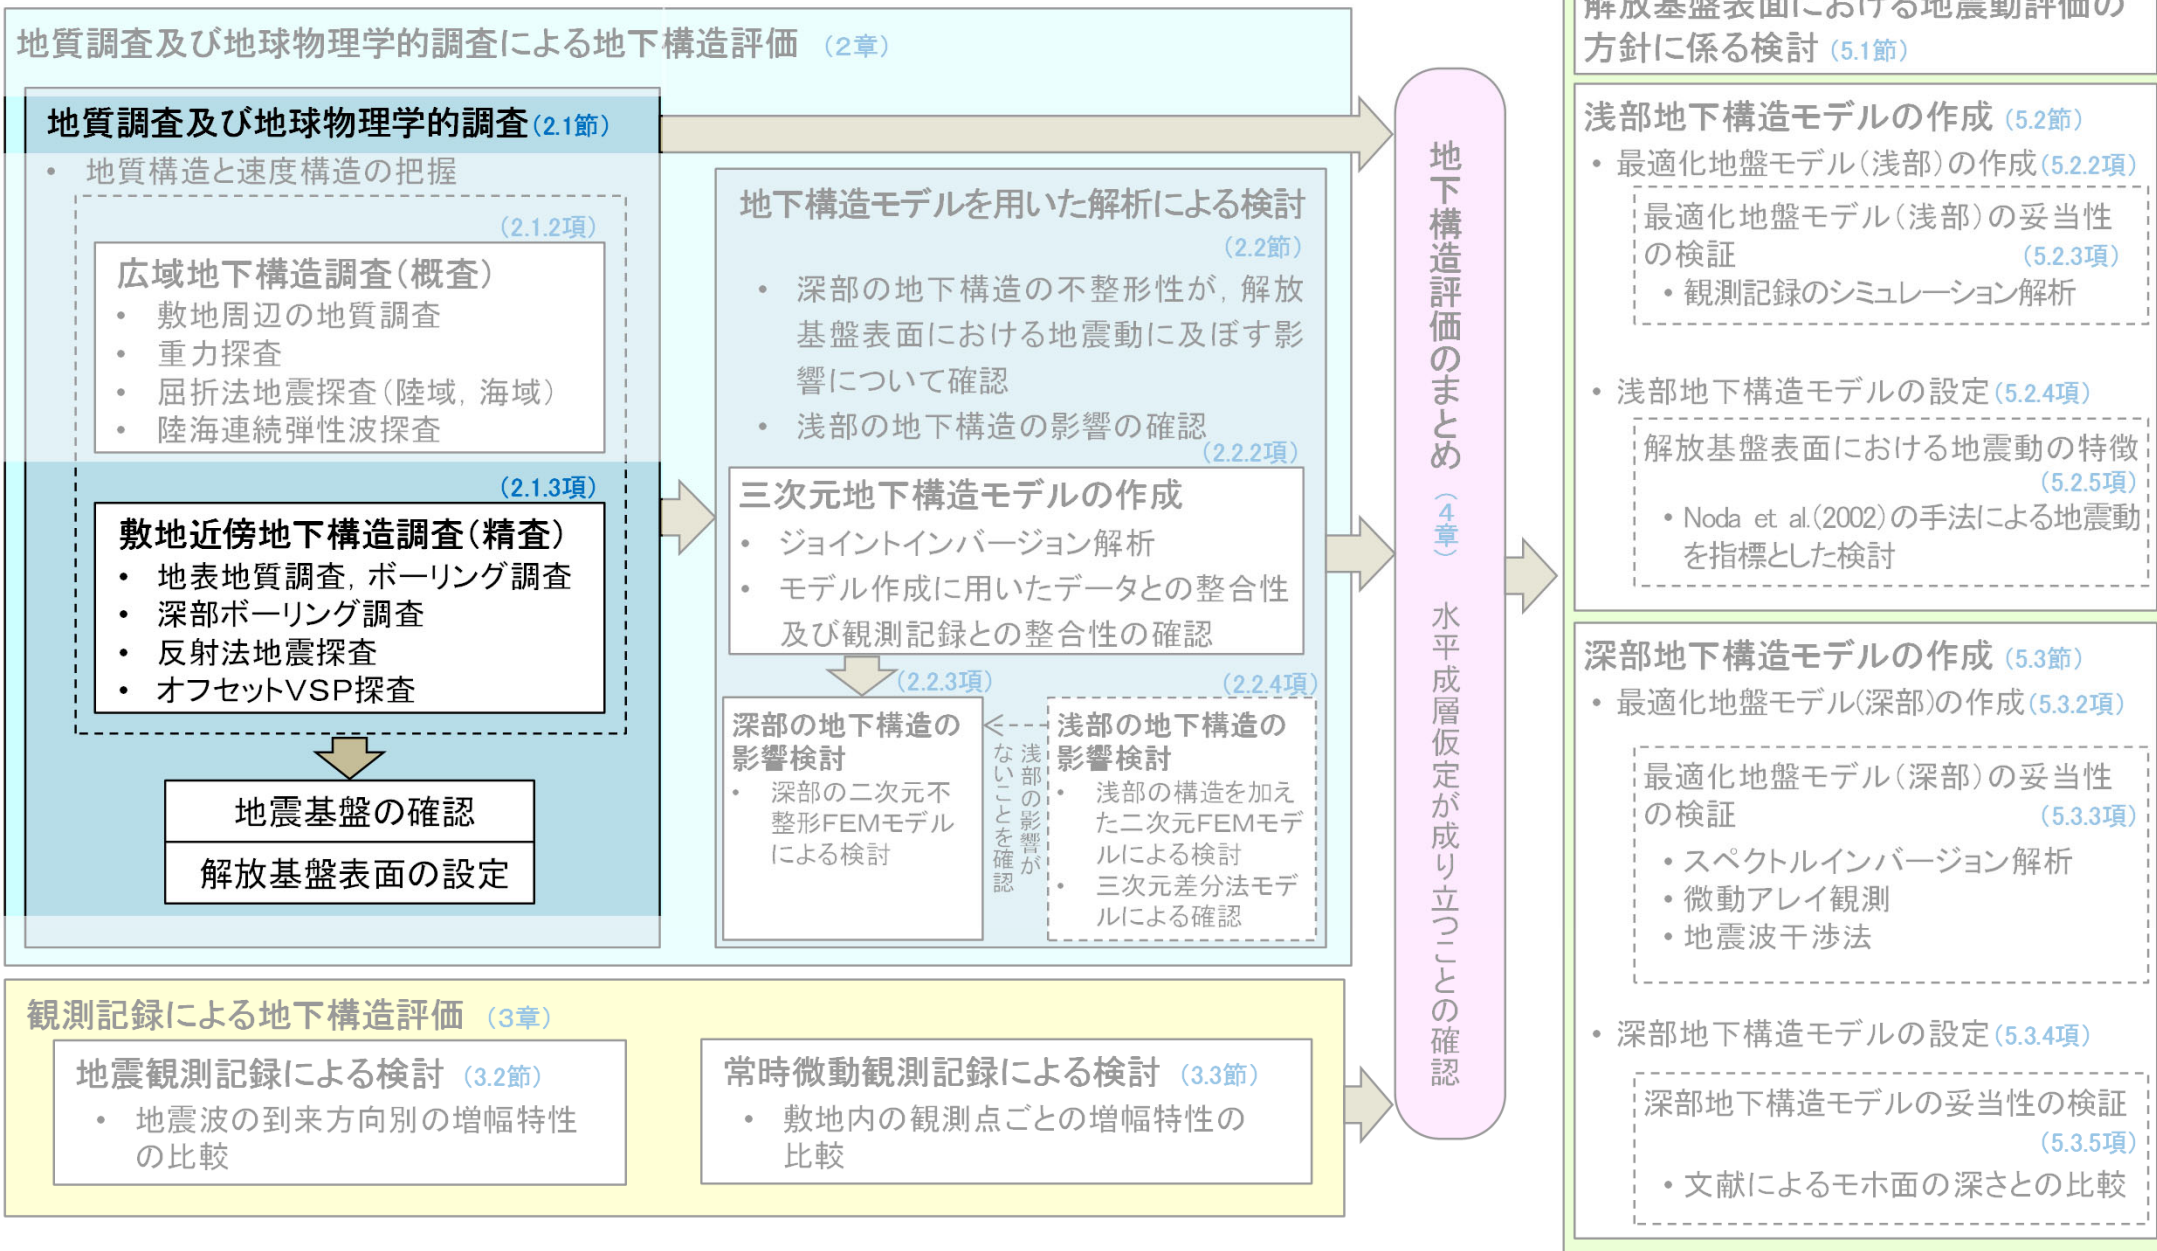 地質調査及び地球物理学的調査による地下構造評価 (2章)
地質調査及び地球物理学的調査(2.1節)
• 地質構造と速度構造の把握
(2.1.2項)
広域地下構造調査(概査)
• 敷地周辺の地質調査
• 重力探査
• 屈折法地震探査(陸域, 海域)
• 陸海連続弾性波探査
(2.1.3項)
敷地近傍地下構造調査(精査)
• 地表地質調査, ボーリング調査
• 深部ボーリング調査
• 反射法地震探査
• オフセットVSP探査
地震基盤の確認
解放基盤表面の設定
地下構造モデルを用いた解析による検討
(2.2節)
• 深部の地下構造の不整形性が, 解放
基盤表面における地震動に及ぼす影
響について確認
• 浅部の地下構造の影響の確認
(2.2.2項)
三次元地下構造モデルの作成
• ジョイントインバージョン解析
• モデル作成に用いたデータとの整合性
及び観測記録との整合性の確認
(2.2.3項)
深部の地下構造の
影響検討
• 深部の二次元不
整形FEMモデル
による検討
浅部の影響が
ないことを確認
(2.2.4項)
浅部の地下構造の
影響検討
• 浅部の構造を加え
た二次元FEMモデ
ルによる検討
• 三次元差分法モデ
ルによる確認
観測記録による地下構造評価 (3章)
地震観測記録による検討 (3.2節)
• 地震波の到来方向別の増幅特性
の比較
常時微動観測記録による検討 (3.3節)
• 敷地内の観測点ごとの増幅特性の
比較
地下構造評価のまとめ (4章) 水平成層仮定が成り立つことの確認
解放基盤表面における地震動評価の
方針に係る検討 (5.1節)
浅部地下構造モデルの作成 (5.2節)
• 最適化地盤モデル(浅部)の作成(5.2.2項)
最適化地盤モデル(浅部)の妥当性
の検証 (5.2.3項)
• 観測記録のシミュレーション解析
• 浅部地下構造モデルの設定(5.2.4項)
解放基盤表面における地震動の特徴
(5.2.5項)
• Noda et al.(2002)の手法による地震動
を指標とした検討
深部地下構造モデルの作成 (5.3節)
• 最適化地盤モデル(深部)の作成(5.3.2項)
最適化地盤モデル(深部)の妥当性
の検証 (5.3.3項)
• スペクトルインバージョン解析
• 微動アレイ観測
• 地震波干渉法
• 深部地下構造モデルの設定(5.3.4項)
深部地下構造モデルの妥当性の検証
(5.3.5項)
• 文献によるモホ面の深さとの比較